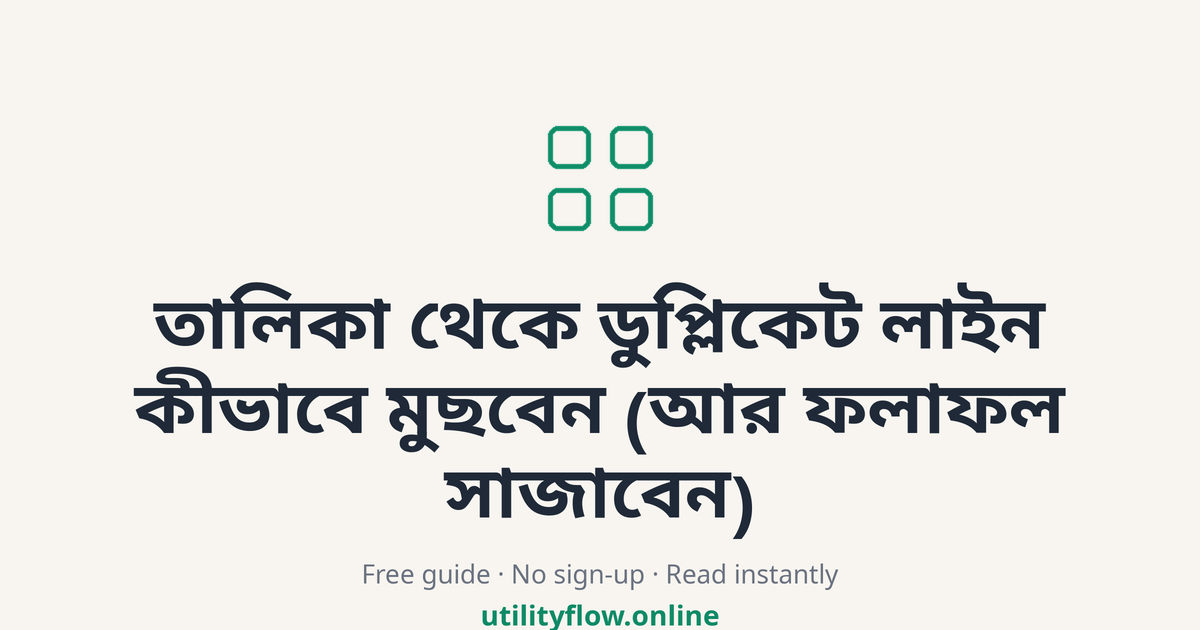 তালিকা থেকে ডুপ্লিকেট লাইন
কীভাবে মুছবেন (আর ফলাফল
সাজাবেন)
Free guide · No sign-up · Read instantly
utilityflow.online